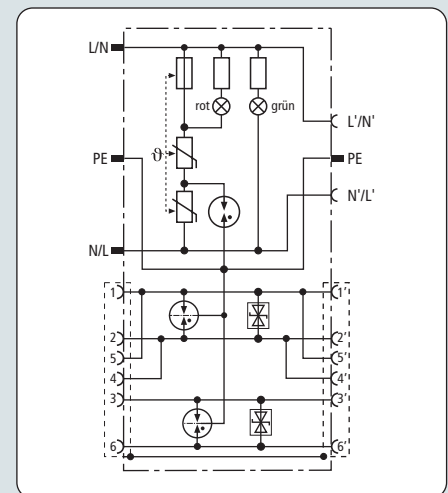 L/N
rot
grün
L'/N'
PE
ϑ
PE
N'/L'
N/L
1
1'
2
2'
5
5'
4
4'
3
3'
6
6'